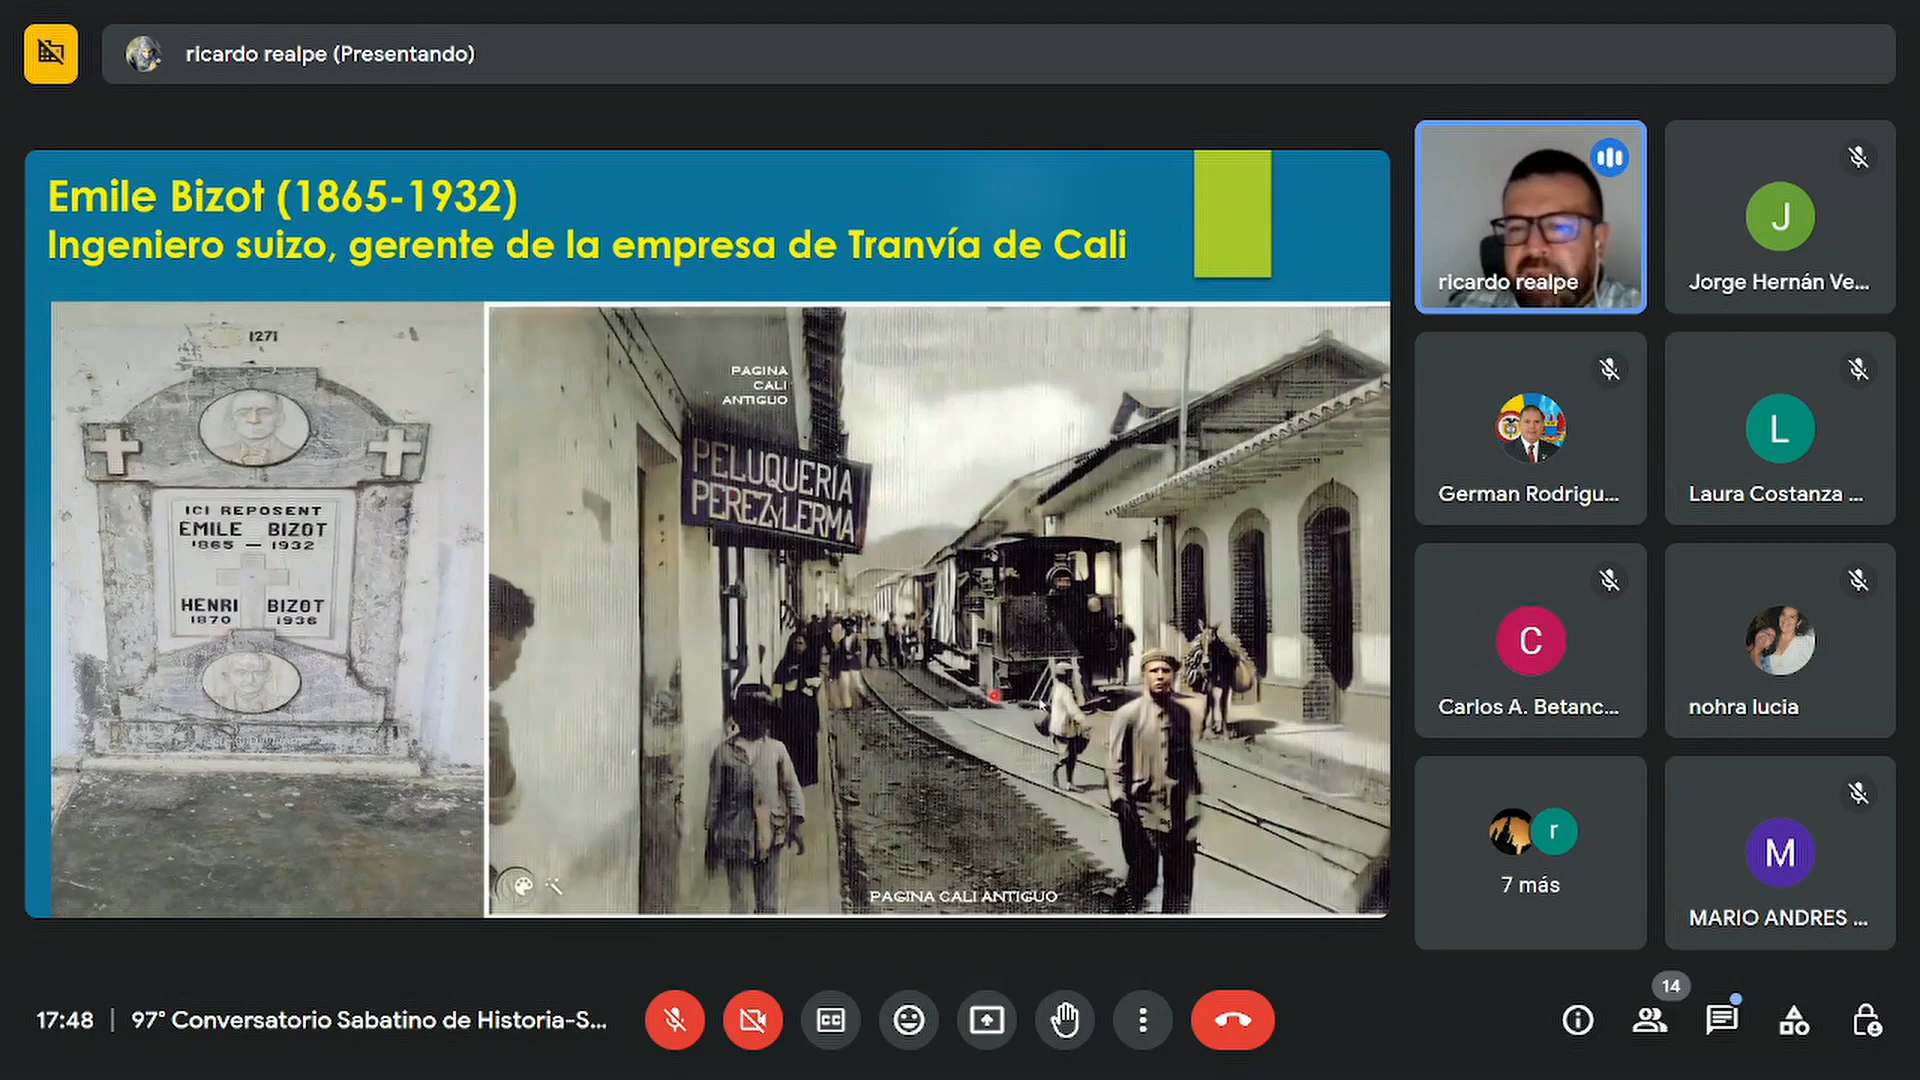 ricardo realpe (Presentando)
Emile Bizot (1865-1932)
Ingeniero suizo, gerente de la empresa de Tranvía de Cali
1271
ICI REPOSENT
EMILE BIZOT
1865 — 1932
HENRI BIZOT
1870 1936
PAGINA
CALI
ANTIGUO
PELUQUERIA
PEREZ Y LERMA
PAGINA CALI ANTIGUO
ricardo realpe
Jorge Hernán Ve...
German Rodrigu...
L
Laura Costanza ...
J
C
Carlos A. Betanc...
nohra lucia
r
7 más
M
MARIO ANDRES ...
17:48 | 97° Conversatorio Sabatino de Historia-S...
CC
14